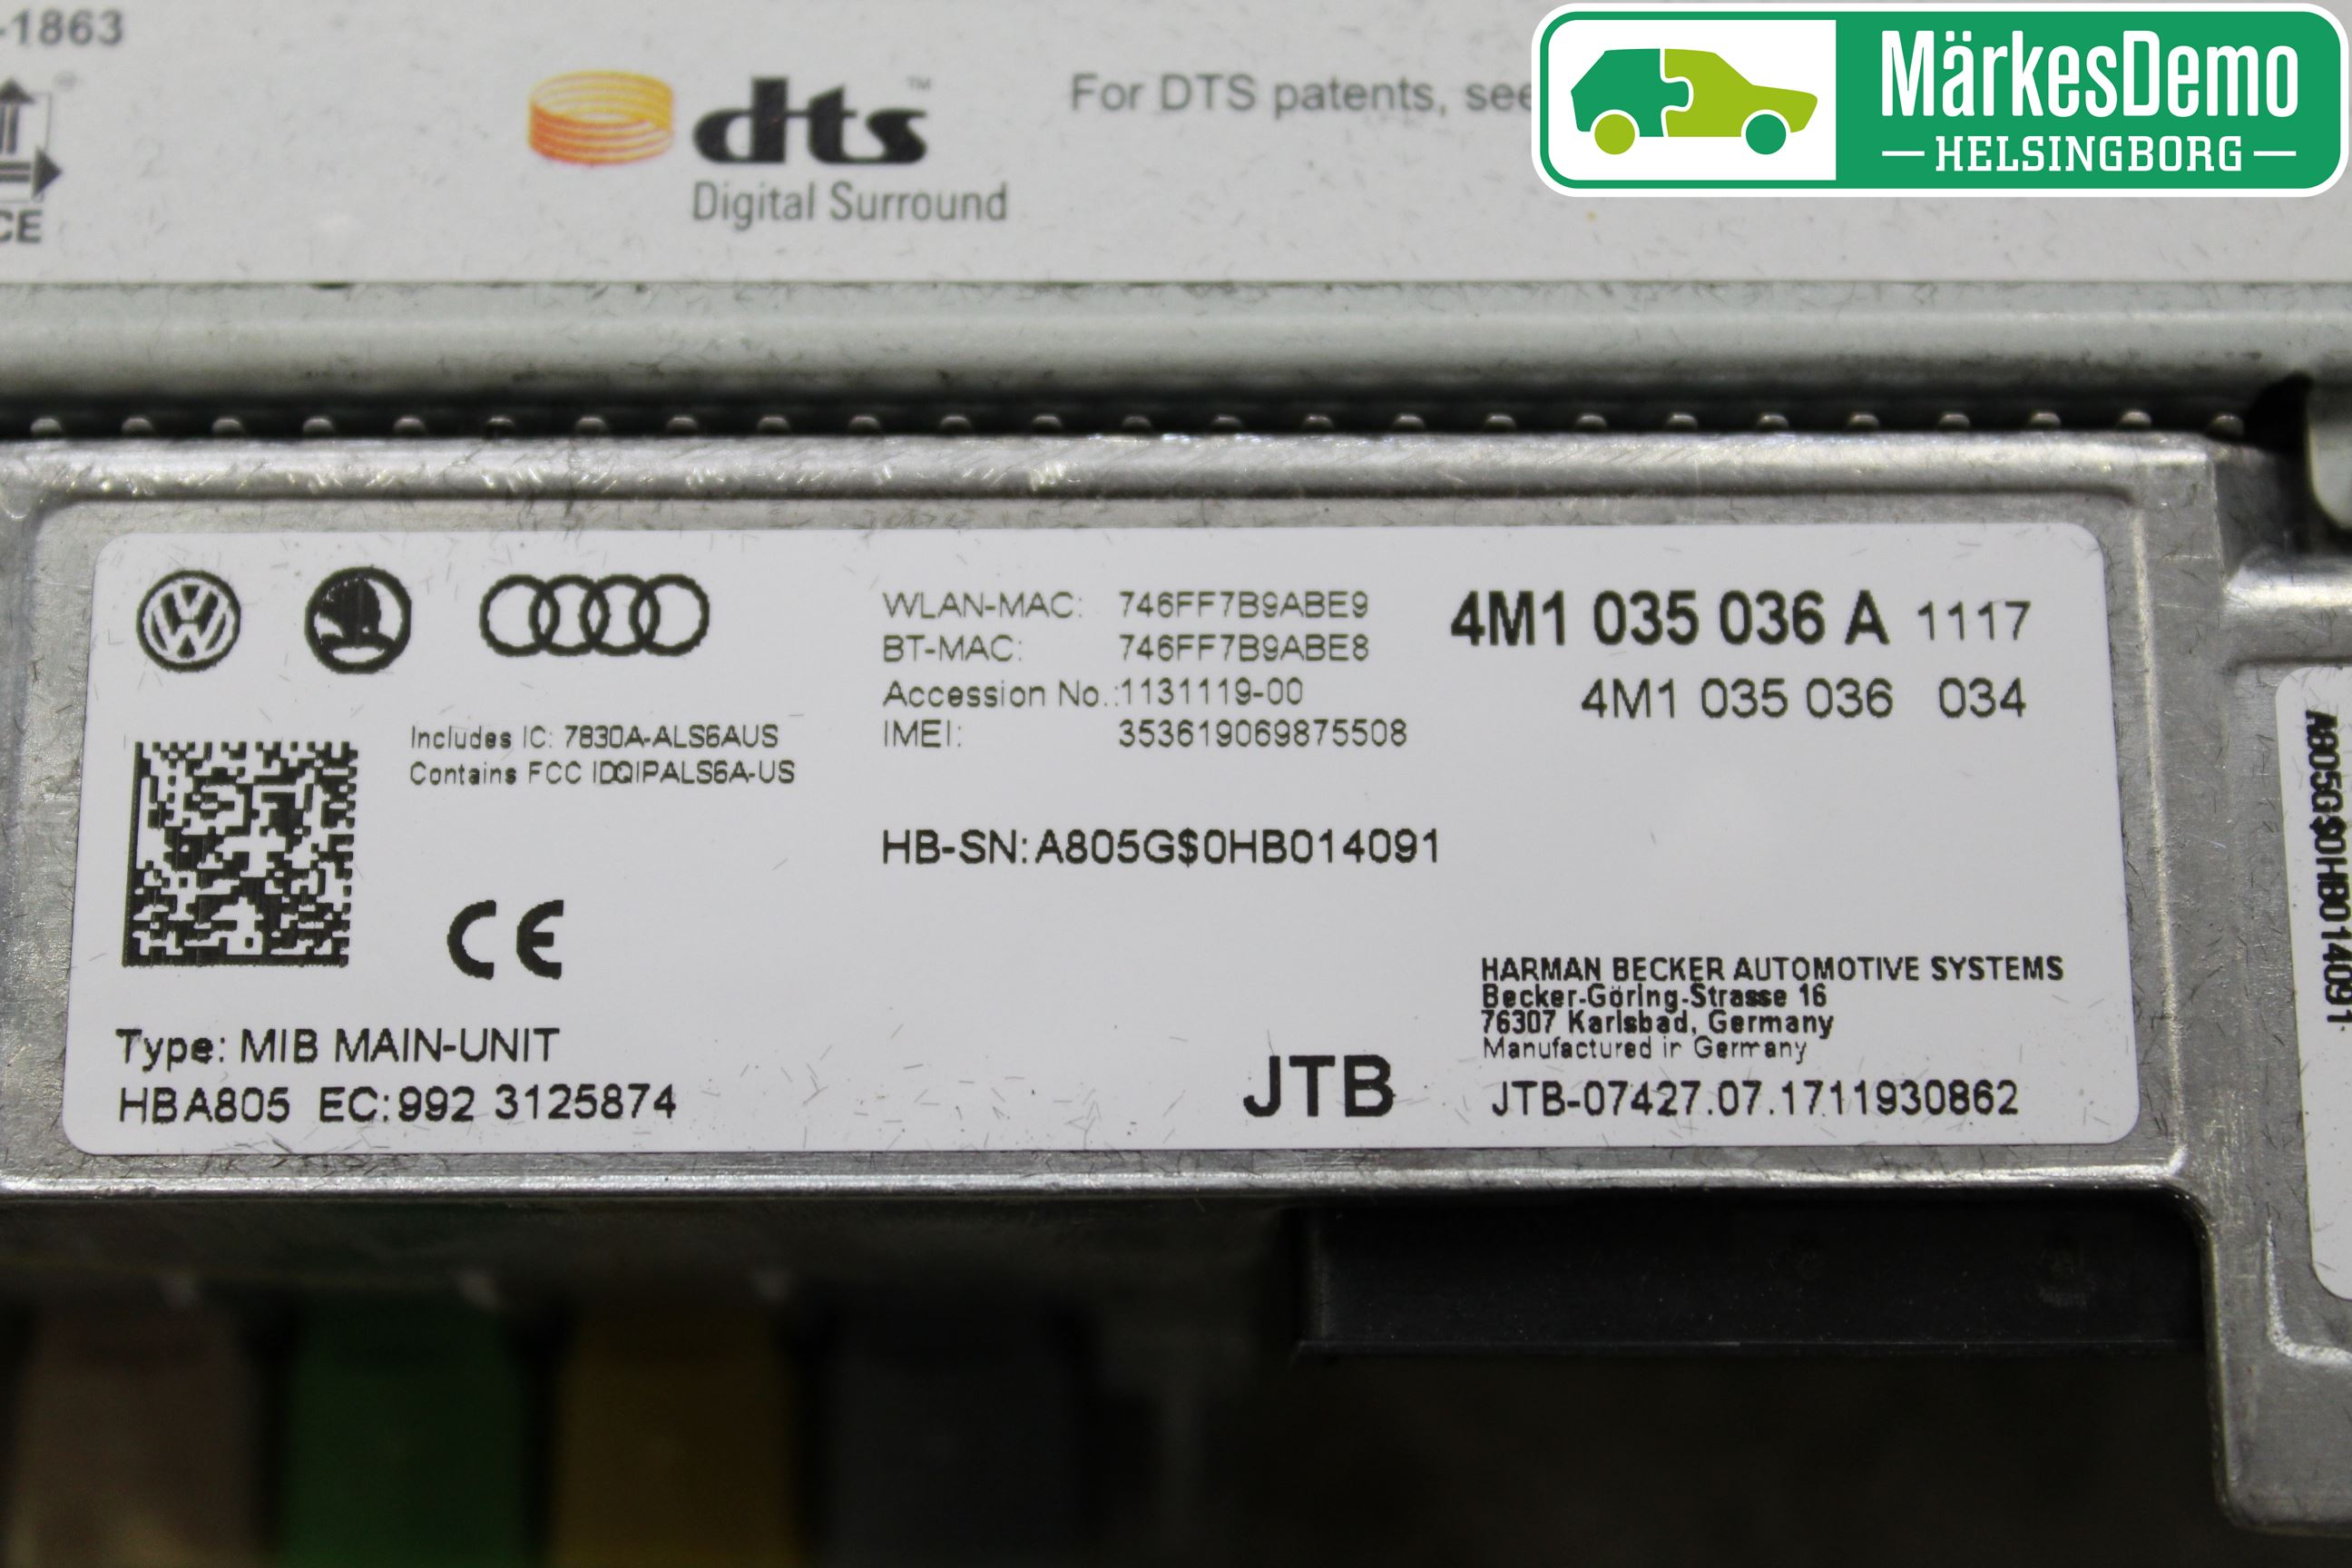 -1863
CE
dts™
Digital Surround
For DTS patents, see
MärkesDemo
HELSINGBORG
WLAN-MAC: 746FF7B9ABE9
BT-MAC: 746FF7B9ABE8
Accession No.:1131119-00
IMEI: 353619069875508
4M1 035 036 A 1117
4M1 035 036 034
Includes IC: 7830A-ALS6AUS
Contains FCC IDQIPALS6A-US
HB-SN:A805G$0HB014091
CE
Type: MIB MAIN-UNIT
HBA805 EC:992 3125874
JTB
HARMAN BECKER AUTOMOTIVE SYSTEMS
Becker-Göring-Strasse 16
76307 Karlsbad, Germany
Manufactured in Germany
JTB-07427.07.1711930862
A805G$0HB014091